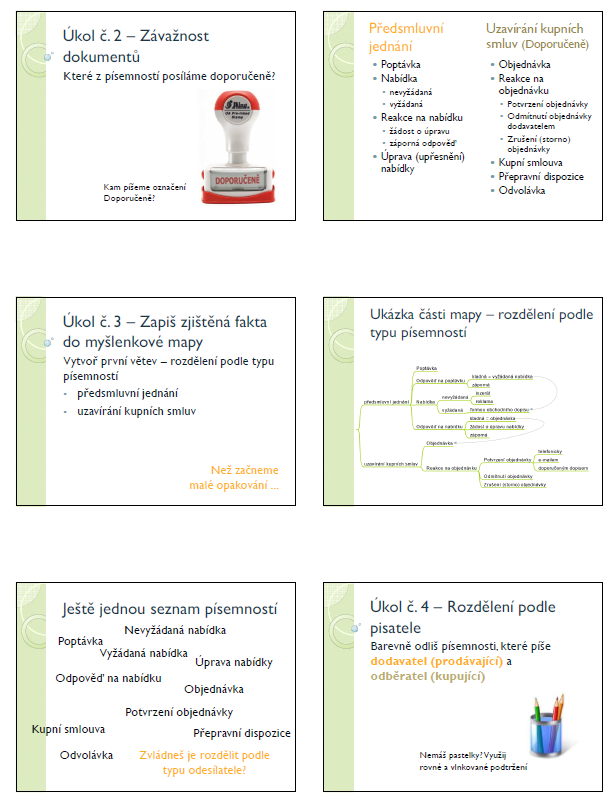 Úkol č. 2 – Závažnost
dokumentů
Které z písemností posíláme doporučeně?
DOPORUČENĚ
Kam píšeme označení
Doporučeně?
Předsmluvní
jednání
Poptávka
Nabídka
nevyžádaná
vyžádaná
Reakce na nabídku
žádost o úpravu
záporná odpověď
Úprava (upřesnění)
nabídky
Uzavírání kupních
smluv (Doporučeně)
Objednávka
Reakce na
objednávku
Potvrzení objednávky
Odmítnutí objednávky
dodavatelem
Zrušení (storno)
objednávky
Kupní smlouva
Přepravní dispozice
Odvolávka
Úkol č. 3 – Zapiš zjištěná fakta
do myšlenkové mapy
Vytvoř první větev – rozdělení podle typu
písemností
- předsmluvní jednání
- uzavírání kupních smluv
Než začneme
malé opakování ...
Ukázka části mapy – rozdělení podle
typu písemností
předsmluvní jednání
Poptávka
Odpověď na poptávku
kladná – vyžádaná nabídka
záporná
Nabídka
nevyžádaná
inzerát
reklama
vyžádaná
formou obchodního dopisu
Odpověď na nabídku
kladná – objednávka
žádost o úpravu nabídky
záporná
uzavírání kupních smluv
Objednávka
Reakce na objednávku
Potvrzení objednávky
telefonicky
e-mailem
doporučeným dopisem
Odmítnutí objednávky
Zrušení (storno) objednávky
Ještě jednou seznam písemností
Nevyžádaná nabídka
Poptávka
Vyžádaná nabídka
Úprava nabídky
Odpověď na nabídku
Objednávka
Potvrzení objednávky
Kupní smlouva
Přepravní dispozice
Odvolávka
Zvládneš je rozdělit podle
typu odesílatele?
Úkol č. 4 – Rozdělení podle
pisatele
Barevně odliš písemnosti, které píše
dodavatel (prodávající) a
odběratel (kupující)
Nemáš pastelky? Využij
rovné a vlnkované podtržení